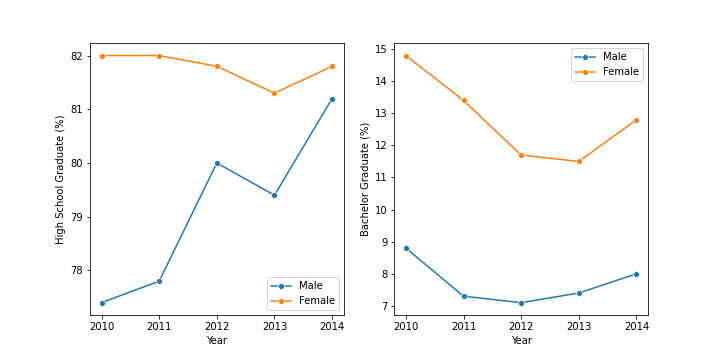 High School Graduate (%)
82
81
80
79
78
2010 2011 2012 2013 2014
Year
Male
Female
Bachelor Graduate (%)
15
14
13
12
11
10
9
8
7
2010 2011 2012 2013 2014
Year
Male
Female